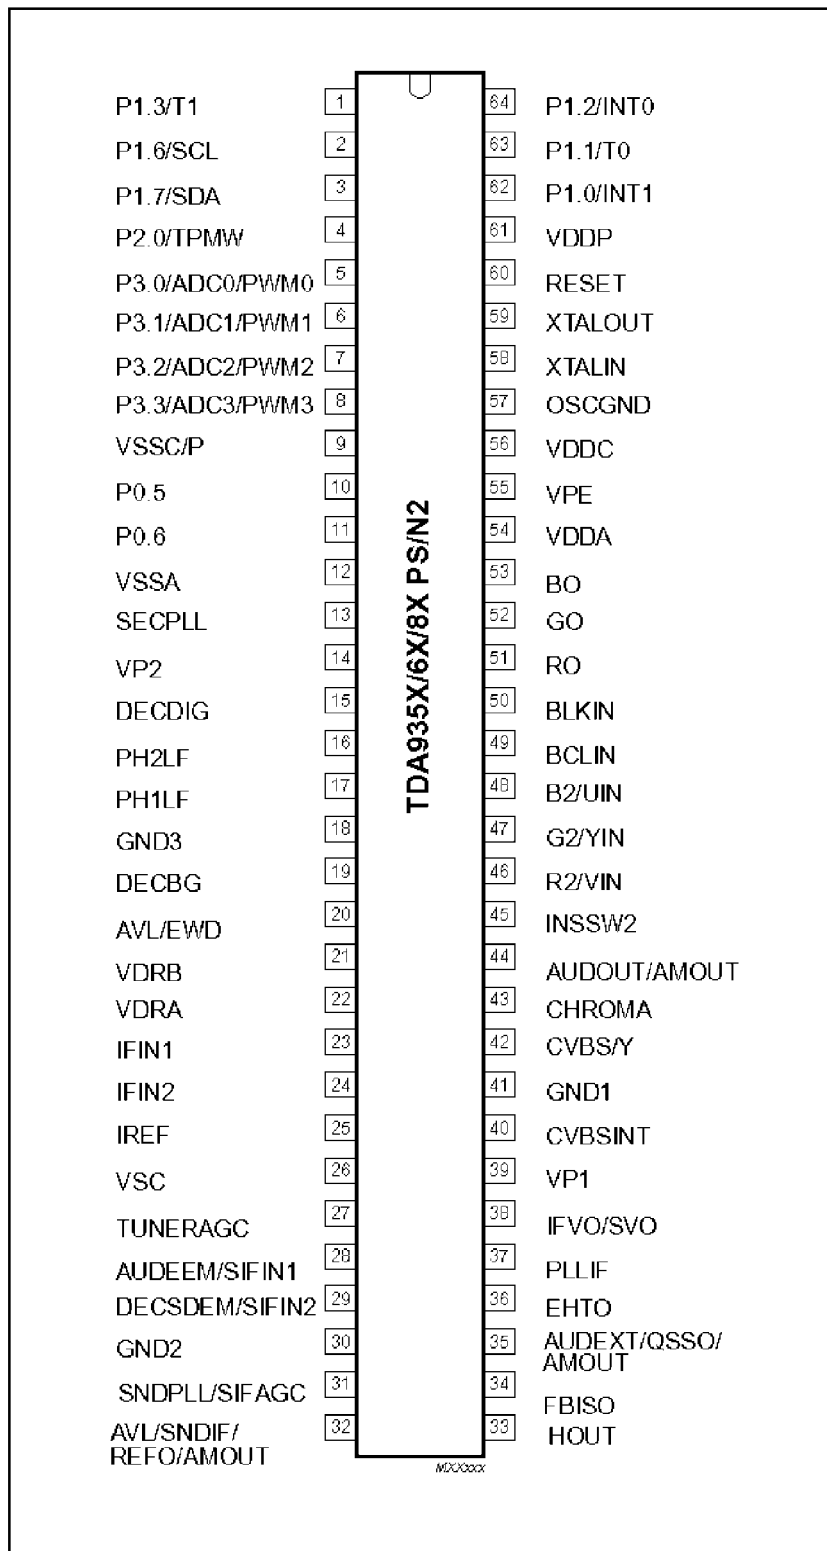 P1.3/T1 1 64 P1.2/INT0
P1.6/SCL 2 63 P1.1/T0
P1.7/SDA 3 62 P1.0/INT1
P2.0/TPMW 4 61 VDDP
P3.0/ADC0/PWM0 5 60 RESET
P3.1/ADC1/PWM1 6 59 XTALOUT
P3.2/ADC2/PWM2 7 58 XTALIN
P3.3/ADC3/PWM3 8 57 OSCGND
VSSC/P 9 56 VDDC
P0.5 10 55 VPE
P0.6 11 54 VDDA
VSSA 12 53 BO
SECPLL 13 52 GO
VP2 14 51 RO
DECDIG 15 50 BLKIN
PH2LF 16 49 BCLIN
PH1LF 17 48 B2/UIN
GND3 18 47 G2/YIN
DECBG 19 46 R2/VIN
AVL/EWD 20 45 INSSW2
VDRB 21 44 AUDOUT/AMOUT
VDRA 22 43 CHROMA
IFIN1 23 42 CVBS/Y
IFIN2 24 41 GND1
IREF 25 40 CVBSINT
VSC 26 39 VP1
TUNERAGC 27 38 IFVO/SVO
AUDEEM/SIFIN1 28 37 PLLIF
DECSDEM/SIFIN2 29 36 EHTO
GND2 30 35 AUDEXT/QSSO/
AMOUT
SNDPLL/SIFAGC 31 34 FBISO
AVL/SNDIF/ 32 33 HOUT
REFO/AMOUT
TDA935X/6X/8X PS/N2
MXXxxx